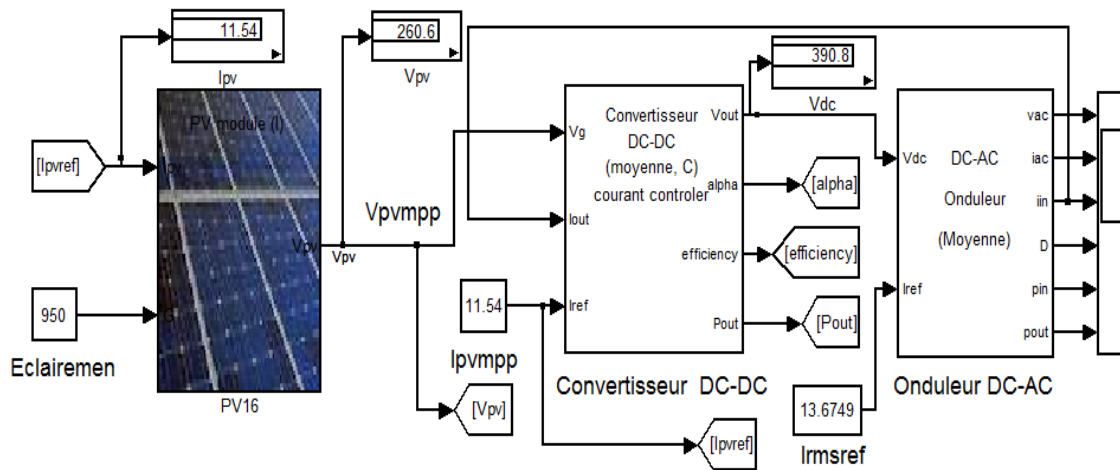 11.54
Ipv
260.6
Vpv
390.8
Vdc
PV module (I)
[Ipvref]
Ipv
Vpv
Vpv
950
G
Eclairemen
PV16
Vpvmpp
Convertisseur
DC-DC
(moyenne, C)
courant controler
Vg
Iout
Iref
Vout
alpha
efficiency
Pout
[alpha]
[efficiency]
[Pout]
11.54
Ipvmpp
Convertisseur DC-DC
[Vpv]
[Ipvref]
DC-AC
Onduleur
(Moyenne)
Vdc
Iref
vac
iac
iin
D
pin
pout
Onduleur DC-AC
13.6749
Irmsref